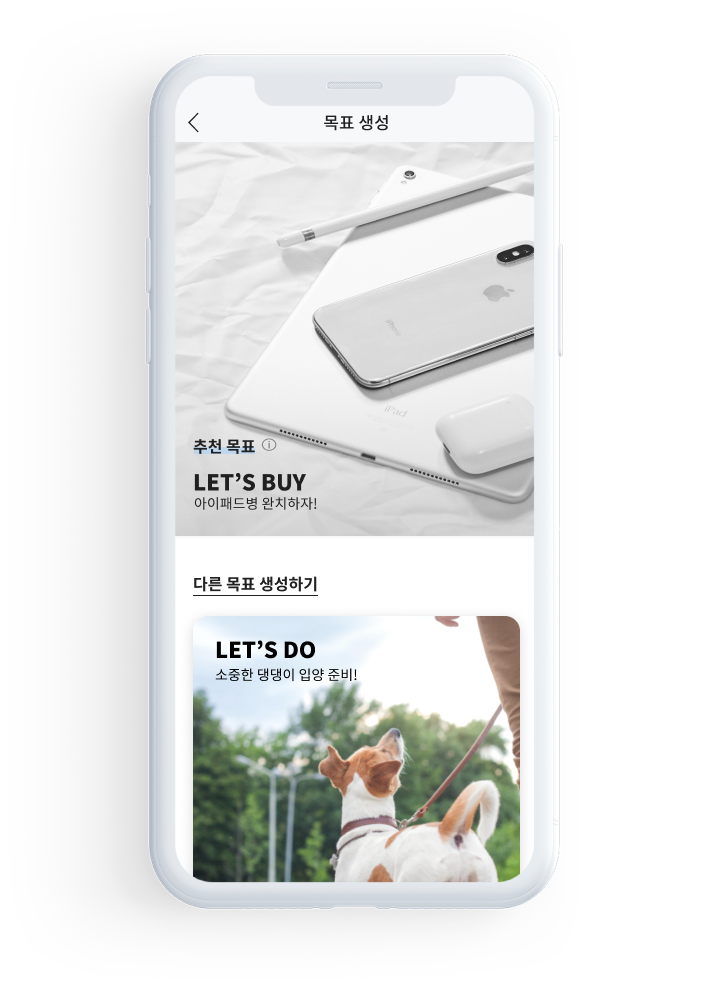 목표 생성
iPhone
iPad
추천 목표
LET’S BUY
아이패드병 완치하자!
다른 목표 생성하기
LET’S DO
소중한 댕댕이 입양 준비!